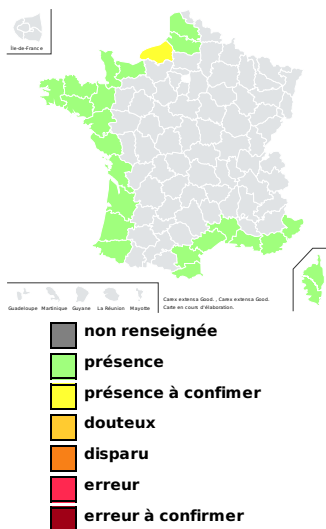 Île-de-France
Guadeloupe Martinique Guyane La Réunion Mayotte
Carex extensa Good. , Carex extensa Good.
Carte en cours d'élaboration.
non renseignée
présence
présence à confimer
douteux
disparu
erreur
erreur à confirmer